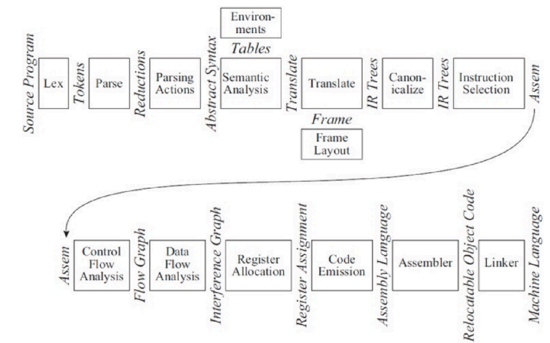 Environ-
ments
Tables
Source Program
Lex
Tokens
Parse
Reductions
Parsing
Actions
Abstract Syntax
Semantic
Analysis
Translate
Translate
IR Trees
Canon-
icalize
IR Trees
Instruction
Selection
Assem
Frame
Frame
Layout
Assem
Control
Flow
Analysis
Flow Graph
Data
Flow
Analysis
Interference Graph
Register
Allocation
Register Assignment
Code
Emission
Assembly Language
Assembler
Relocatable Object Code
Linker
Machine Language